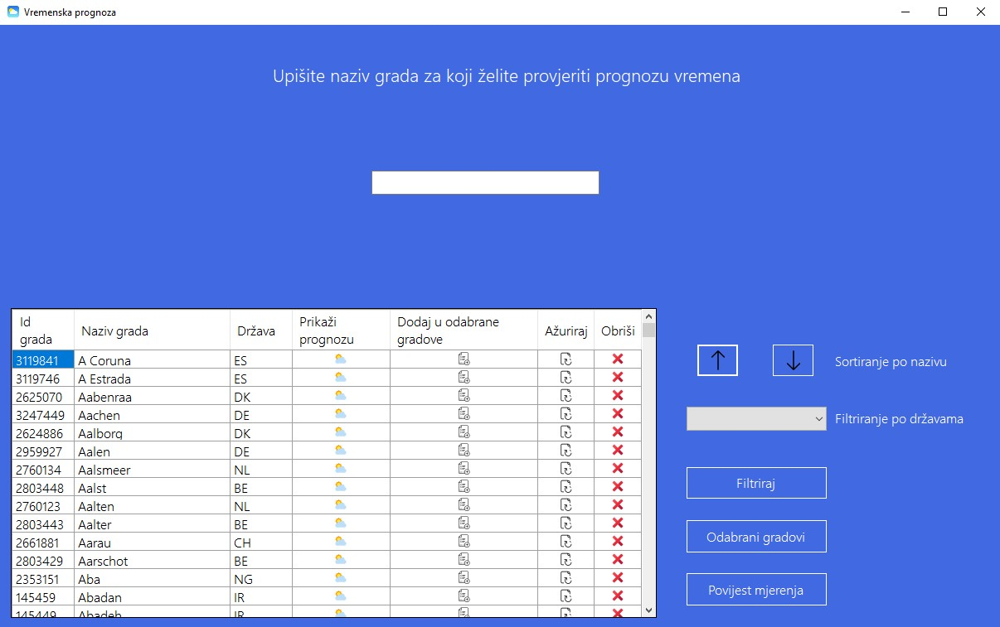 Vremenska prognoza
Upišite naziv grada za koji želite provjeriti prognozu vremena
Id grada Naziv grada Država Prikaži prognozu Dodaj u odabrane gradove Ažuriraj Obriši
3119841 A Coruna ES
3119746 A Estrada ES
2625070 Aabenraa DK
3247449 Aachen DE
2624886 Aalborg DK
2959927 Aalen DE
2760134 Aalsmeer NL
2803448 Aalst BE
2760123 Aalten NL
2803443 Aalter BE
2661881 Aarau CH
2803429 Aarschot BE
2353151 Aba NG
145459 Abadan IR
145449 Abadeh IR
Sortiranje po nazivu
Filtriranje po državama
Filtriraj
Odabrani gradovi
Povijest mjerenja